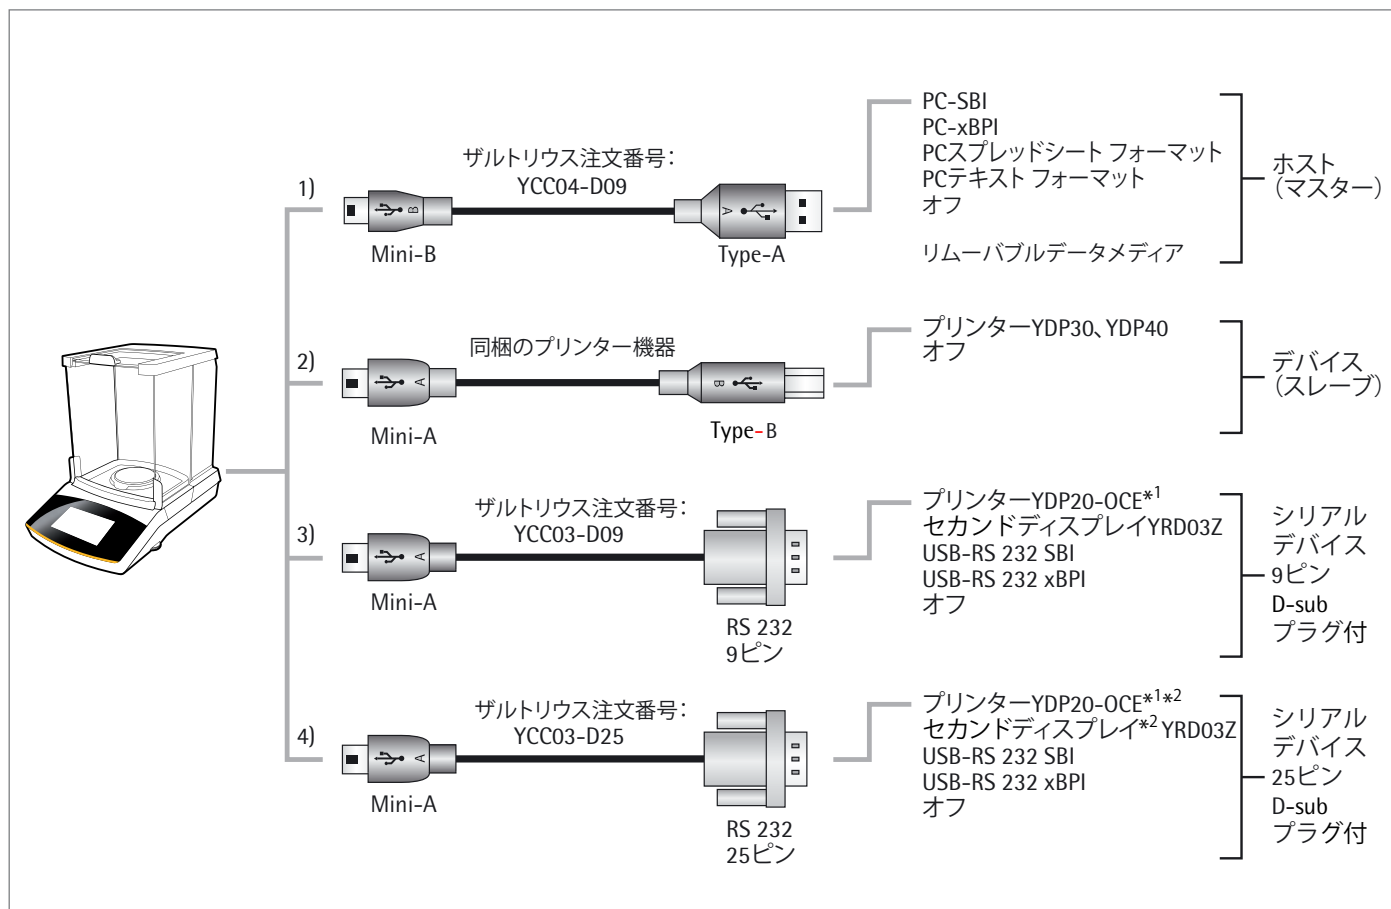 1)
ザルトリウス注文番号：
YCC04-D09
B
A
Mini-B
Type-A
PC-SBI
PC-xBPI
PCスプレッドシート フォーマット
PCテキスト フォーマット
オフ
リムーバブルデータメディア
ホスト
（マスター）
2)
同梱のプリンター機器
A
B
Mini-A
Type-B
プリンターYDP30、YDP40
オフ
デバイス
（スレーブ）
3)
ザルトリウス注文番号：
YCC03-D09
A
Mini-A
RS 232
9ピン
プリンターYDP20-OCE*1
セカンドディスプレイYRD03Z
USB-RS 232 SBI
USB-RS 232 xBPI
オフ
シリアル
デバイス
9ピン
D-sub
プラグ付
4)
ザルトリウス注文番号：
YCC03-D25
A
Mini-A
RS 232
25ピン
プリンターYDP20-OCE*1*2
セカンドディスプレイ*2 YRD03Z
USB-RS 232 SBI
USB-RS 232 xBPI
オフ
シリアル
デバイス
25ピン
D-sub
プラグ付